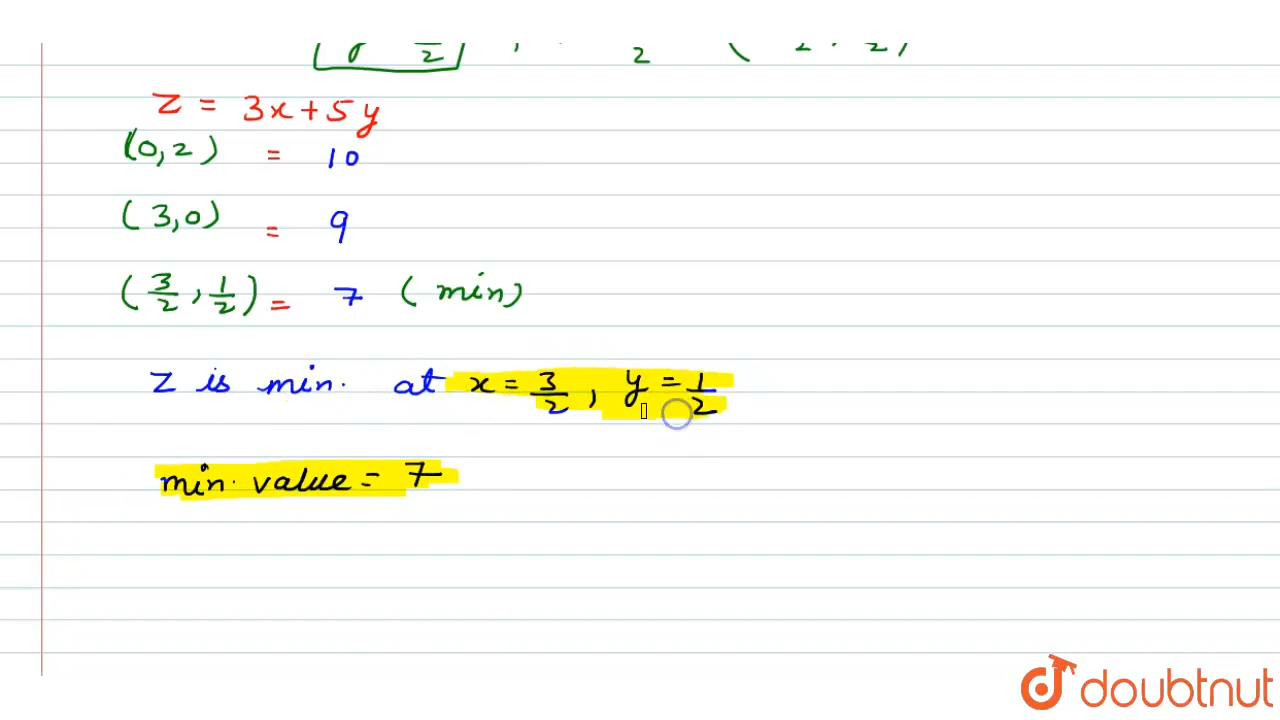 Z = 3x + 5y
(0,2) = 10
(3,0) = 9
(3/2, 1/2) = 7 (min)
Z is min. at x = 3/2, y = 1/2
min. value = 7
doubtnut